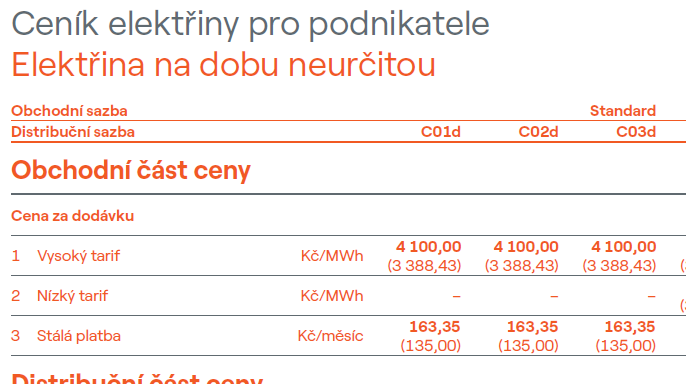 Ceník elektřiny pro podnikatele
Elektřina na dobu neurčitou
Obchodní sazba Standard
Distribuční sazba C01d C02d C03d
Obchodní část ceny
Cena za dodávku
1 Vysoký tarif Kč/MWh 4 100,00 4 100,00 4 100,00
(3 388,43) (3 388,43) (3 388,43)
2 Nízký tarif Kč/MWh – – –
3 Stálá platba Kč/měsíc 163,35 163,35 163,35
(135,00) (135,00) (135,00)
Distribuční část ceny